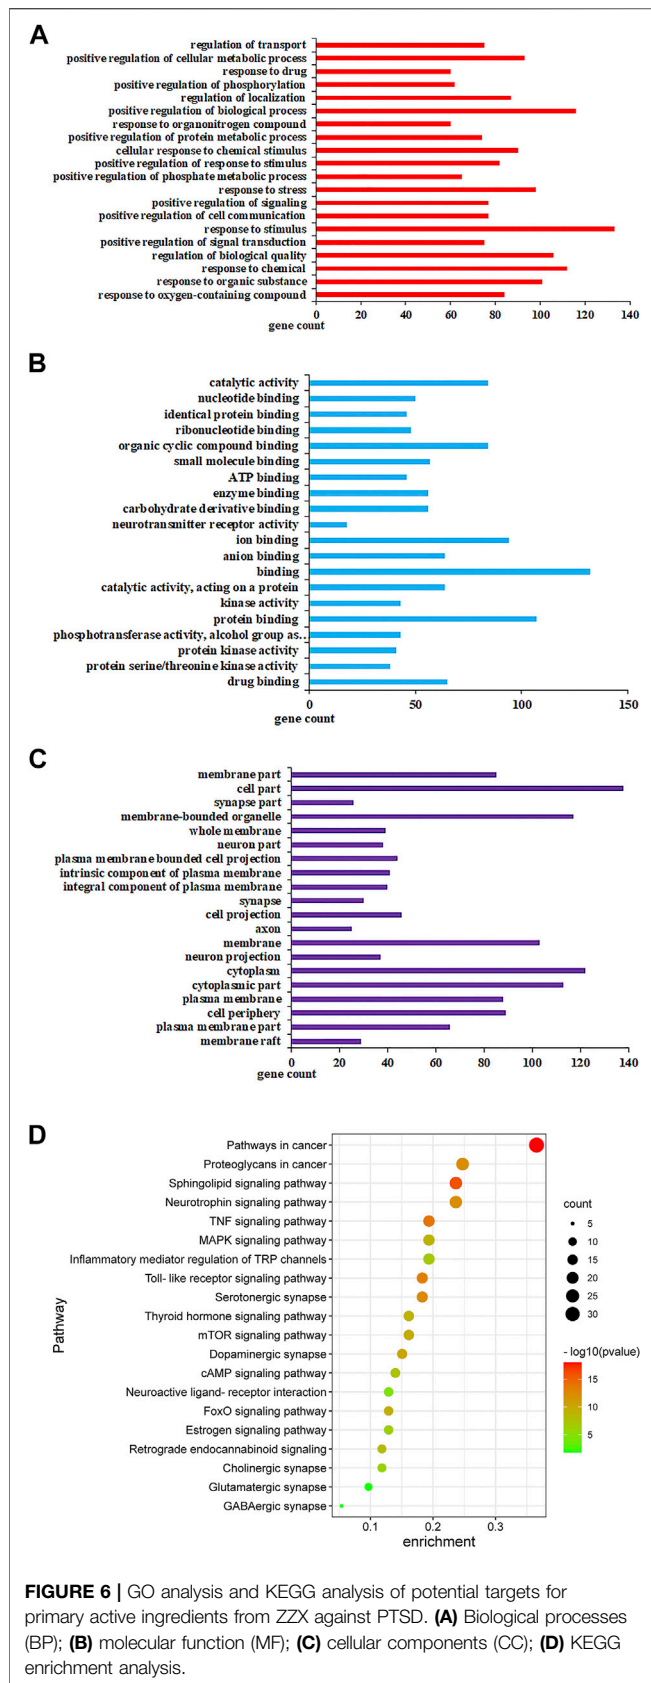 A
regulation of transport
positive regulation of cellular metabolic process
response to drug
positive regulation of phosphorylation
regulation of localization
positive regulation of biological process
response to organonitrogen compound
positive regulation of protein metabolic process
cellular response to chemical stimulus
positive regulation of response to stimulus
positive regulation of phosphate metabolic process
response to stress
positive regulation of signaling
positive regulation of cell communication
response to stimulus
positive regulation of signal transduction
regulation of biological quality
response to chemical
response to organic substance
response to oxygen-containing compound
0 20 40 60 80 100 120 140
gene count
B
catalytic activity
nucleotide binding
identical protein binding
ribonucleotide binding
organic cyclic compound binding
small molecule binding
ATP binding
enzyme binding
carbohydrate derivative binding
neurotransmitter receptor activity
ion binding
anion binding
binding
catalytic activity, acting on a protein
kinase activity
protein binding
phosphotransferase activity, alcohol group as..
protein kinase activity
protein serine/threonine kinase activity
drug binding
0 50 100 150
gene count
C
membrane part
cell part
synapse part
membrane-bounded organelle
whole membrane
neuron part
plasma membrane bounded cell projection
intrinsic component of plasma membrane
integral component of plasma membrane
synapse
cell projection
axon
membrane
neuron projection
cytoplasm
cytoplasmic part
plasma membrane
cell periphery
plasma membrane part
membrane raft
0 20 40 60 80 100 120 140
gene count
D
Pathway
Pathways in cancer
Proteoglycans in cancer
Sphingolipid signaling pathway
Neurotrophin signaling pathway
TNF signaling pathway
MAPK signaling pathway
Inflammatory mediator regulation of TRP channels
Toll- like receptor signaling pathway
Serotonergic synapse
Thyroid hormone signaling pathway
mTOR signaling pathway
Dopaminergic synapse
cAMP signaling pathway
Neuroactive ligand- receptor interaction
FoxO signaling pathway
Estrogen signaling pathway
Retrograde endocannabinoid signaling
Cholinergic synapse
Glutamatergic synapse
GABAergic synapse
0.1 0.2 0.3
enrichment
count
5
10
15
20
25
30
- log10(pvalue)
15
10
5
FIGURE 6 | GO analysis and KEGG analysis of potential targets for
primary active ingredients from ZZX against PTSD. (A) Biological processes
(BP); (B) molecular function (MF); (C) cellular components (CC); (D) KEGG
enrichment analysis.